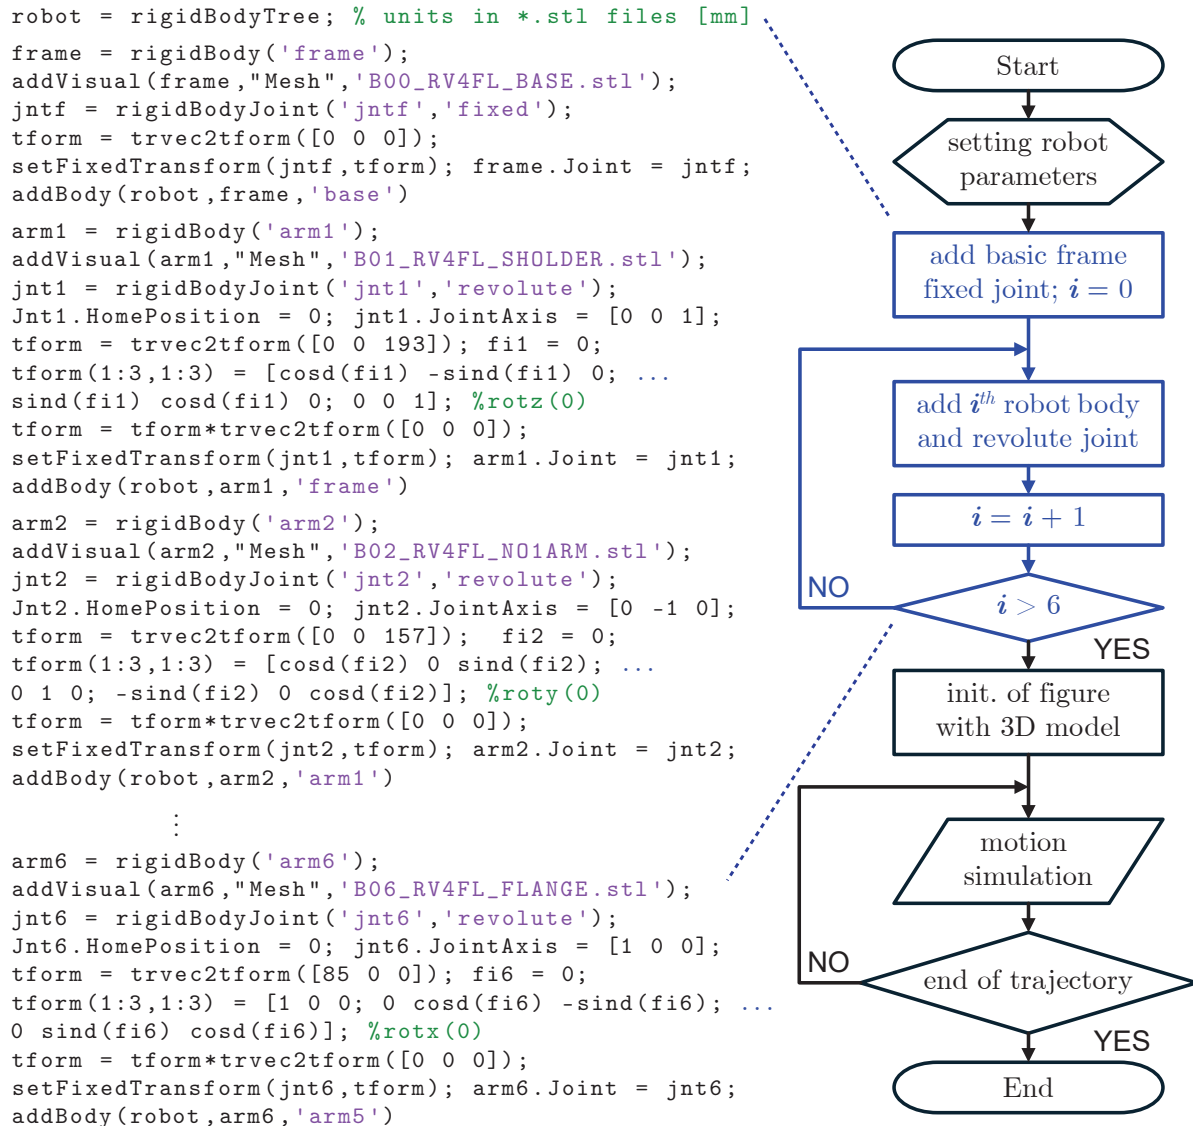 robot = rigidBodyTree; % units in *.stl files [mm]
frame = rigidBody('frame');
addVisual(frame,"Mesh",'B00_RV4FL_BASE.stl');
jntf = rigidBodyJoint('jntf','fixed');
tform = trvec2tform([0 0 0]);
setFixedTransform(jntf,tform); frame.Joint = jntf;
addBody(robot,frame,'base')
arm1 = rigidBody('arm1');
addVisual(arm1,"Mesh",'B01_RV4FL_SHOLDER.stl');
jnt1 = rigidBodyJoint('jnt1','revolute');
Jnt1.HomePosition = 0; jnt1.JointAxis = [0 0 1];
tform = trvec2tform([0 0 193]); fi1 = 0;
tform(1:3,1:3) = [cosd(fi1) -sind(fi1) 0; ...
sind(fi1) cosd(fi1) 0; 0 0 1]; %rotz(0)
tform = tform*trvec2tform([0 0 0]);
setFixedTransform(jnt1,tform); arm1.Joint = jnt1;
addBody(robot,arm1,'frame')
arm2 = rigidBody('arm2');
addVisual(arm2,"Mesh",'B02_RV4FL_NO1ARM.stl');
jnt2 = rigidBodyJoint('jnt2','revolute');
Jnt2.HomePosition = 0; jnt2.JointAxis = [0 -1 0];
tform = trvec2tform([0 0 157]); fi2 = 0;
tform(1:3,1:3) = [cosd(fi2) 0 sind(fi2); ...
0 1 0; -sind(fi2) 0 cosd(fi2)]; %roty(0)
tform = tform*trvec2tform([0 0 0]);
setFixedTransform(jnt2,tform); arm2.Joint = jnt2;
addBody(robot,arm2,'arm1')
⋮
arm6 = rigidBody('arm6');
addVisual(arm6,"Mesh",'B06_RV4FL_FLANGE.stl');
jnt6 = rigidBodyJoint('jnt6','revolute');
Jnt6.HomePosition = 0; jnt6.JointAxis = [1 0 0];
tform = trvec2tform([85 0 0]); fi6 = 0;
tform(1:3,1:3) = [1 0 0; 0 cosd(fi6) -sind(fi6); ...
0 sind(fi6) cosd(fi6)]; %rotx(0)
tform = tform*trvec2tform([0 0 0]);
setFixedTransform(jnt6,tform); arm6.Joint = jnt6;
addBody(robot,arm6,'arm5')
Start
setting robot
parameters
add basic frame
fixed joint; i = 0
add i^th robot body
and revolute joint
i = i + 1
NO
i > 6
YES
init. of figure
with 3D model
motion
simulation
NO
end of trajectory
YES
End